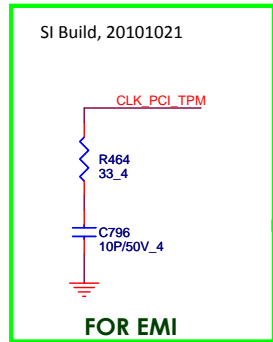 SI Build, 20101021
CLK_PCI_TPM
R464
33_4
C796
10P/50V_4
FOR EMI